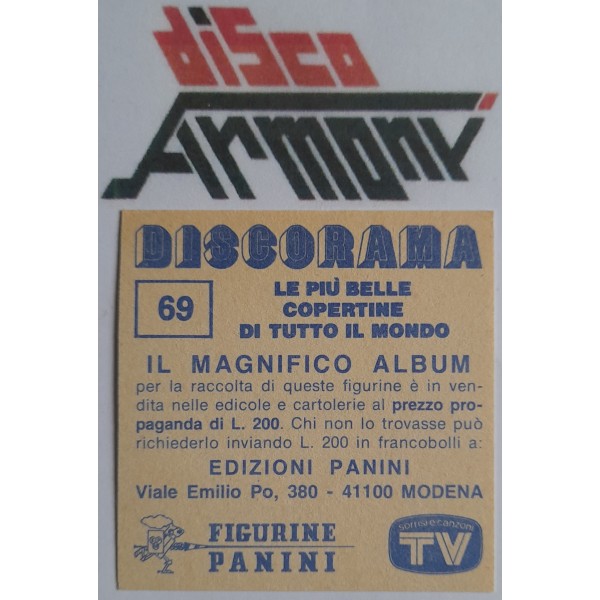 disco
Armony
DISCORAMA
69
LE PIÙ BELLE
COPERTINE
DI TUTTO IL MONDO
IL MAGNIFICO ALBUM
per la raccolta di queste figurine è in ven-
dita nelle edicole e cartolerie al prezzo pro-
paganda di L. 200. Chi non lo trovasse può
richiederlo inviando L. 200 in francobolli a:
EDIZIONI PANINI
Viale Emilio Po, 380 - 41100 MODENA
FIGURINE
PANINI
sorrisi e canzoni
TV